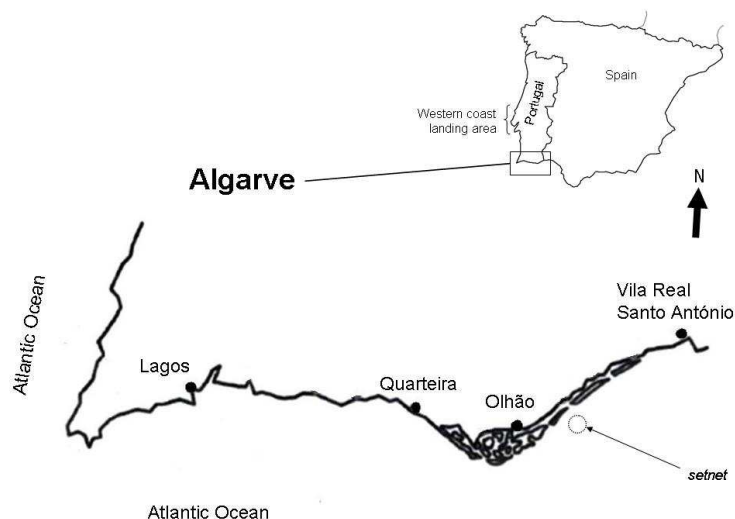 Spain
Portugal
Western coast
landing area
Algarve
N
Vila Real
Santo António
Atlantic Ocean
Lagos
Quarteira
Olhão
setnet
Atlantic Ocean